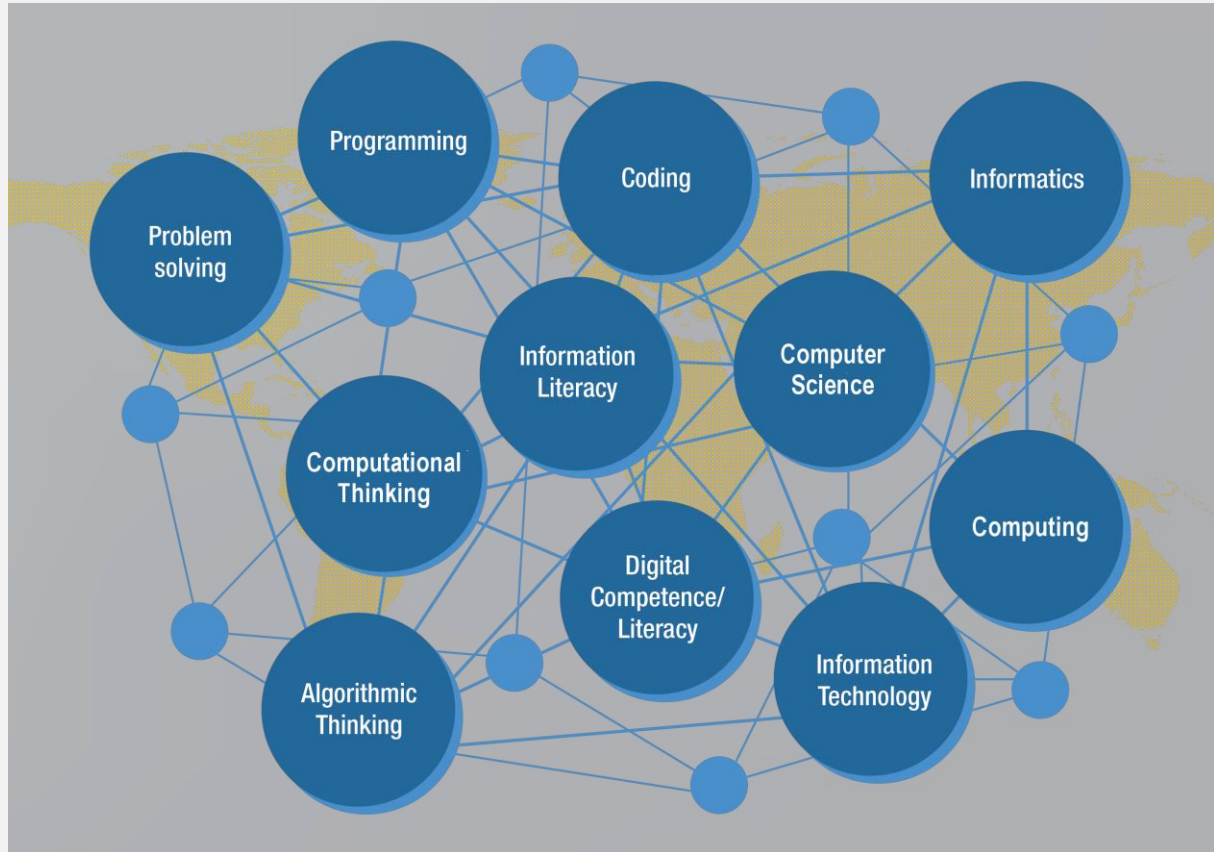 Programming
Coding
Informatics
Problem
solving
Information
Literacy
Computer
Science
Computational
Thinking
Computing
Digital
Competence/
Literacy
Information
Technology
Algorithmic
Thinking